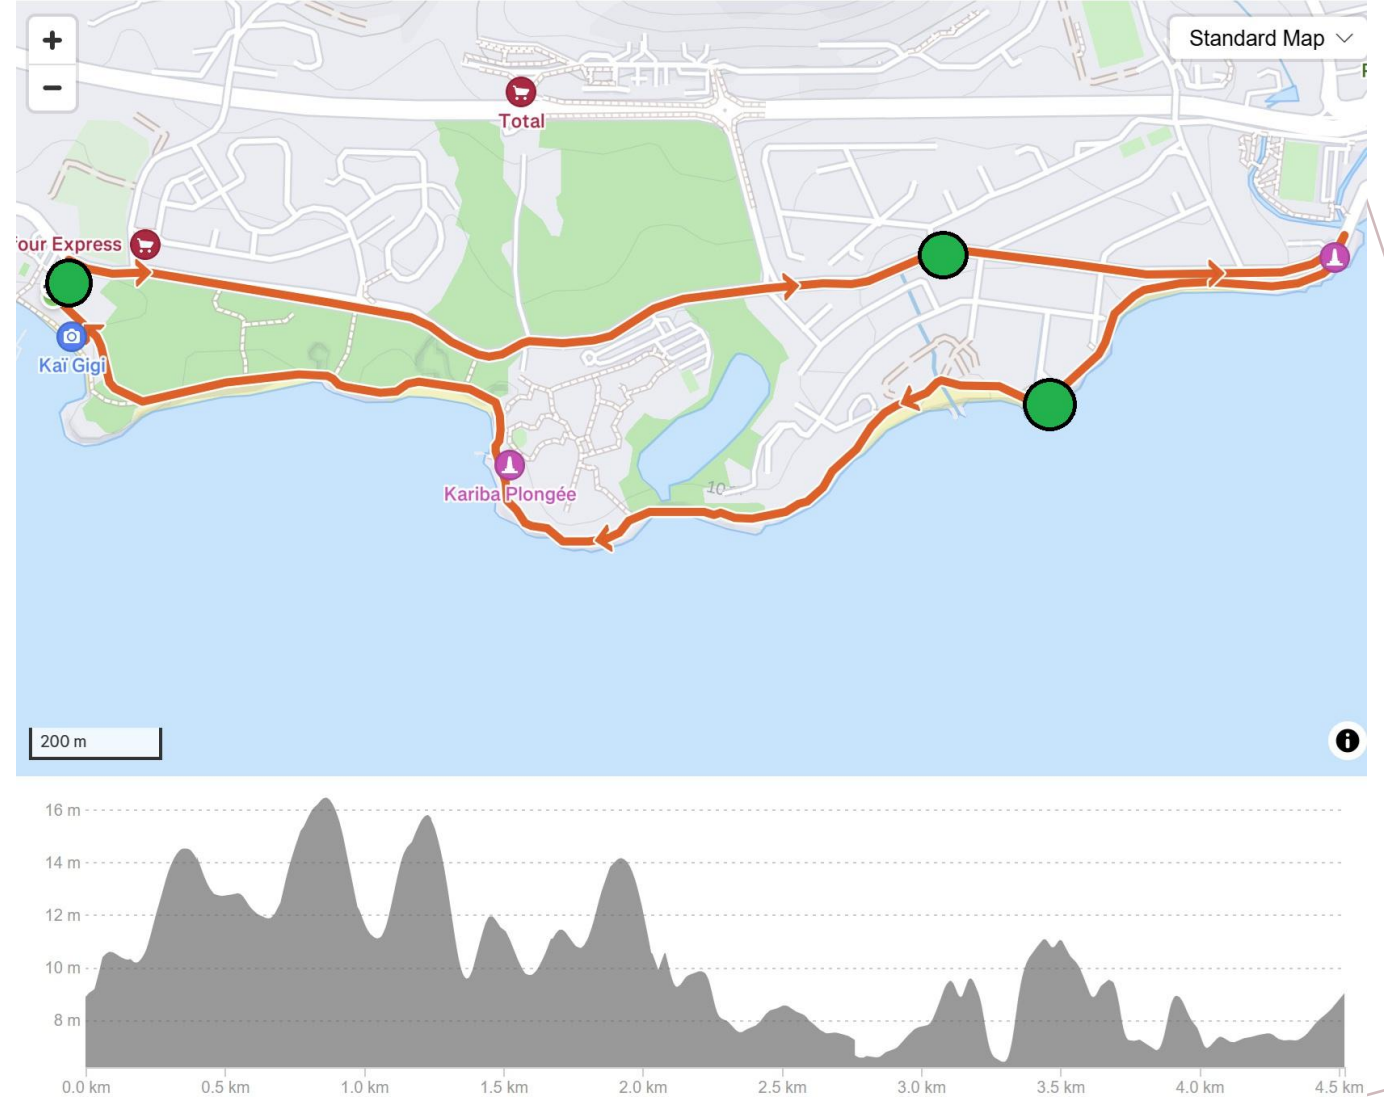 +
Standard Map
−
Total
our Express
Kaï Gigi
Kariba Plongée
10
200 m
16 m
14 m
12 m
10 m
8 m
0.0 km
0.5 km
1.0 km
1.5 km
2.0 km
2.5 km
3.0 km
3.5 km
4.0 km
4.5 km